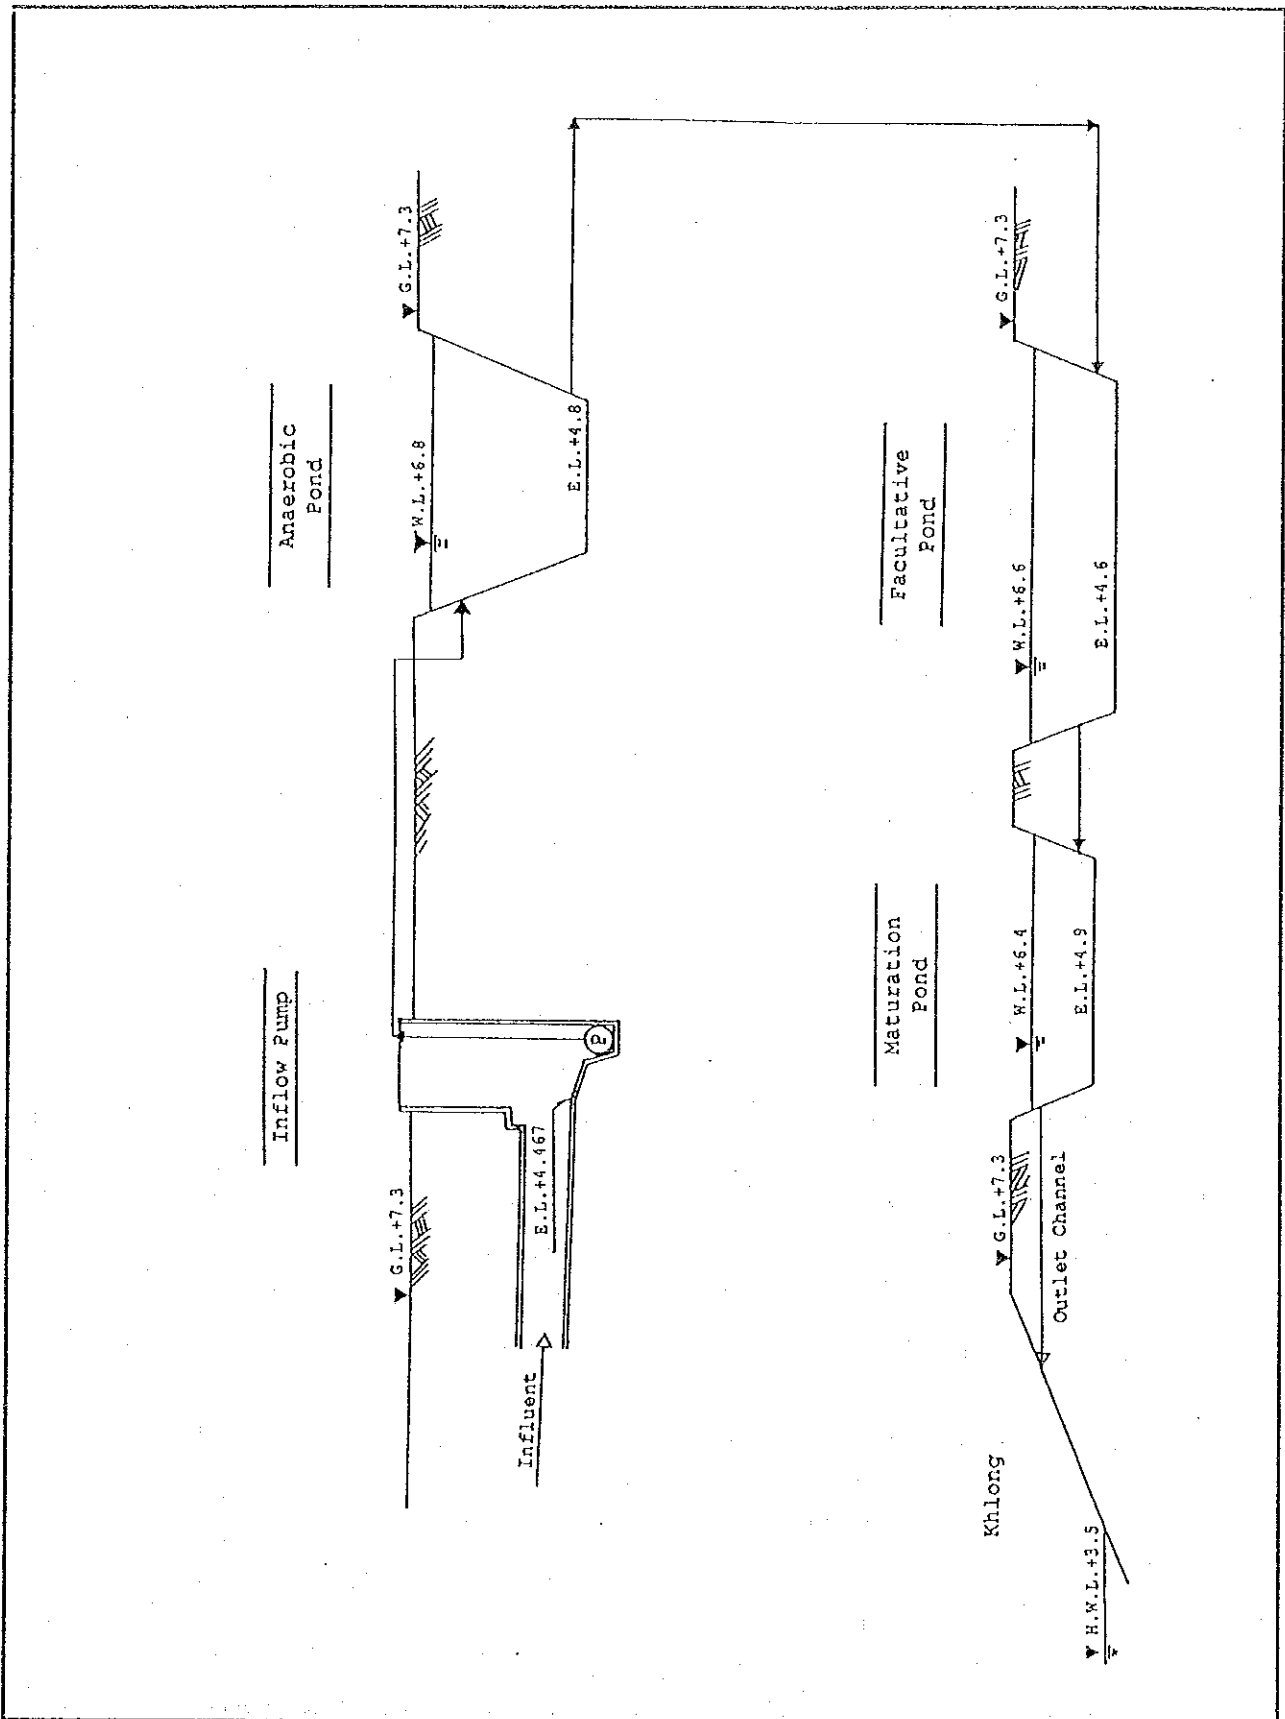 Inflow Pump
Anaerobic
Pond
G.L.+7.3
W.L.+6.8
G.L.+7.3
E.L.+4.8
E.L.+4.467
P
Influent
Maturation
Pond
Facultative
Pond
Khlong
G.L.+7.3
W.L.+6.4
W.L.+6.6
G.L.+7.3
Outlet Channel
E.L.+4.9
E.L.+4.6
H.W.L.+3.5